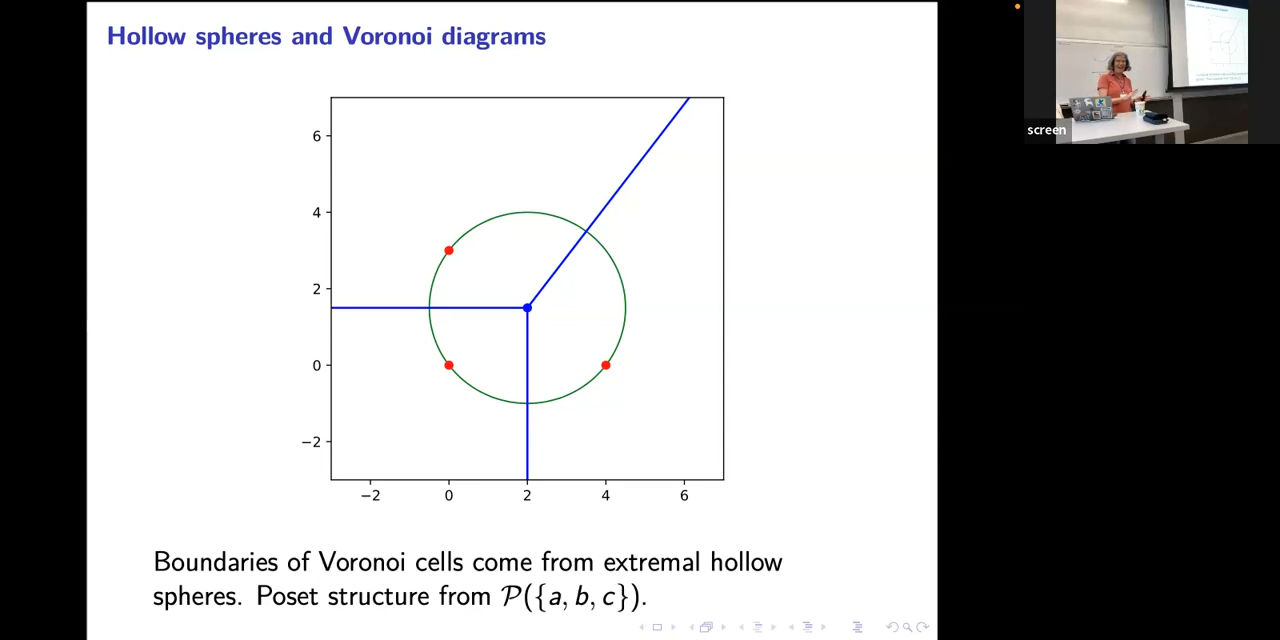 Hollow spheres and Voronoi diagrams
6
4
2
0
−2
−2 0 2 4 6
Boundaries of Voronoi cells come from extremal hollow
spheres. Poset structure from 𝒫({a, b, c}).
screen